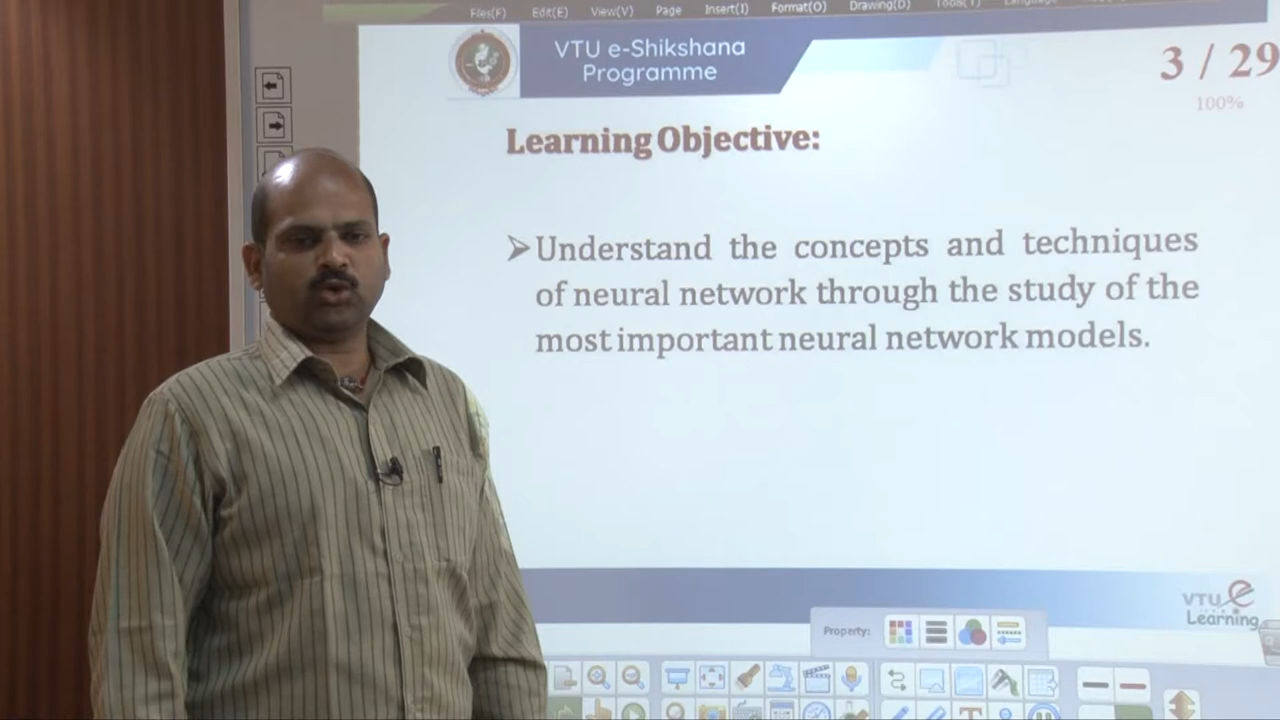 Files(F) Edit(E) View(V) Page Insert(I) Format(O) Drawing(D)
VTU e-Shikshana
Programme
3 / 29
100%
Learning Objective:
➢Understand the concepts and techniques
of neural network through the study of the
most important neural network models.
VTU e
Learning
Property: